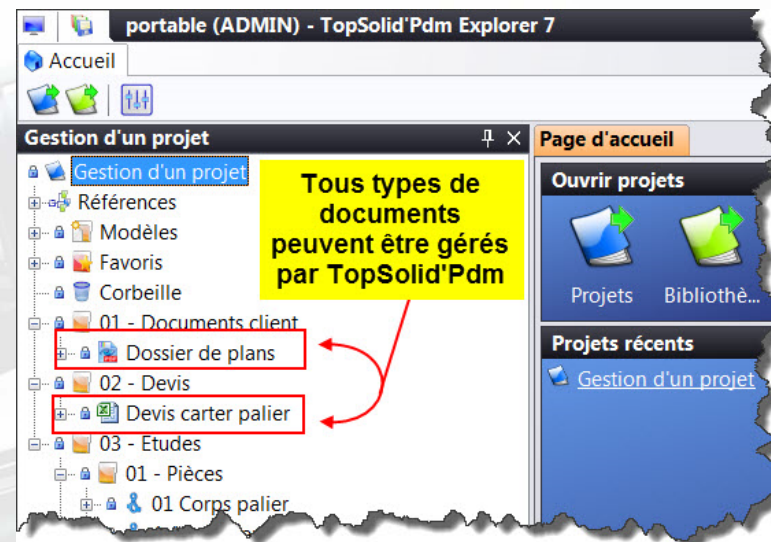 portable (ADMIN) - TopSolid'Pdm Explorer 7
Accueil
Gestion d'un projet
Gestion d'un projet
Références
Modèles
Favoris
Corbeille
01 - Documents client
Dossier de plans
02 - Devis
Devis carter palier
03 - Etudes
01 - Pièces
01 Corps palier
Tous types de
documents
peuvent être gérés
par TopSolid'Pdm
Page d'accueil
Ouvrir projets
Projets
Bibliothè...
Projets récents
Gestion d'un projet